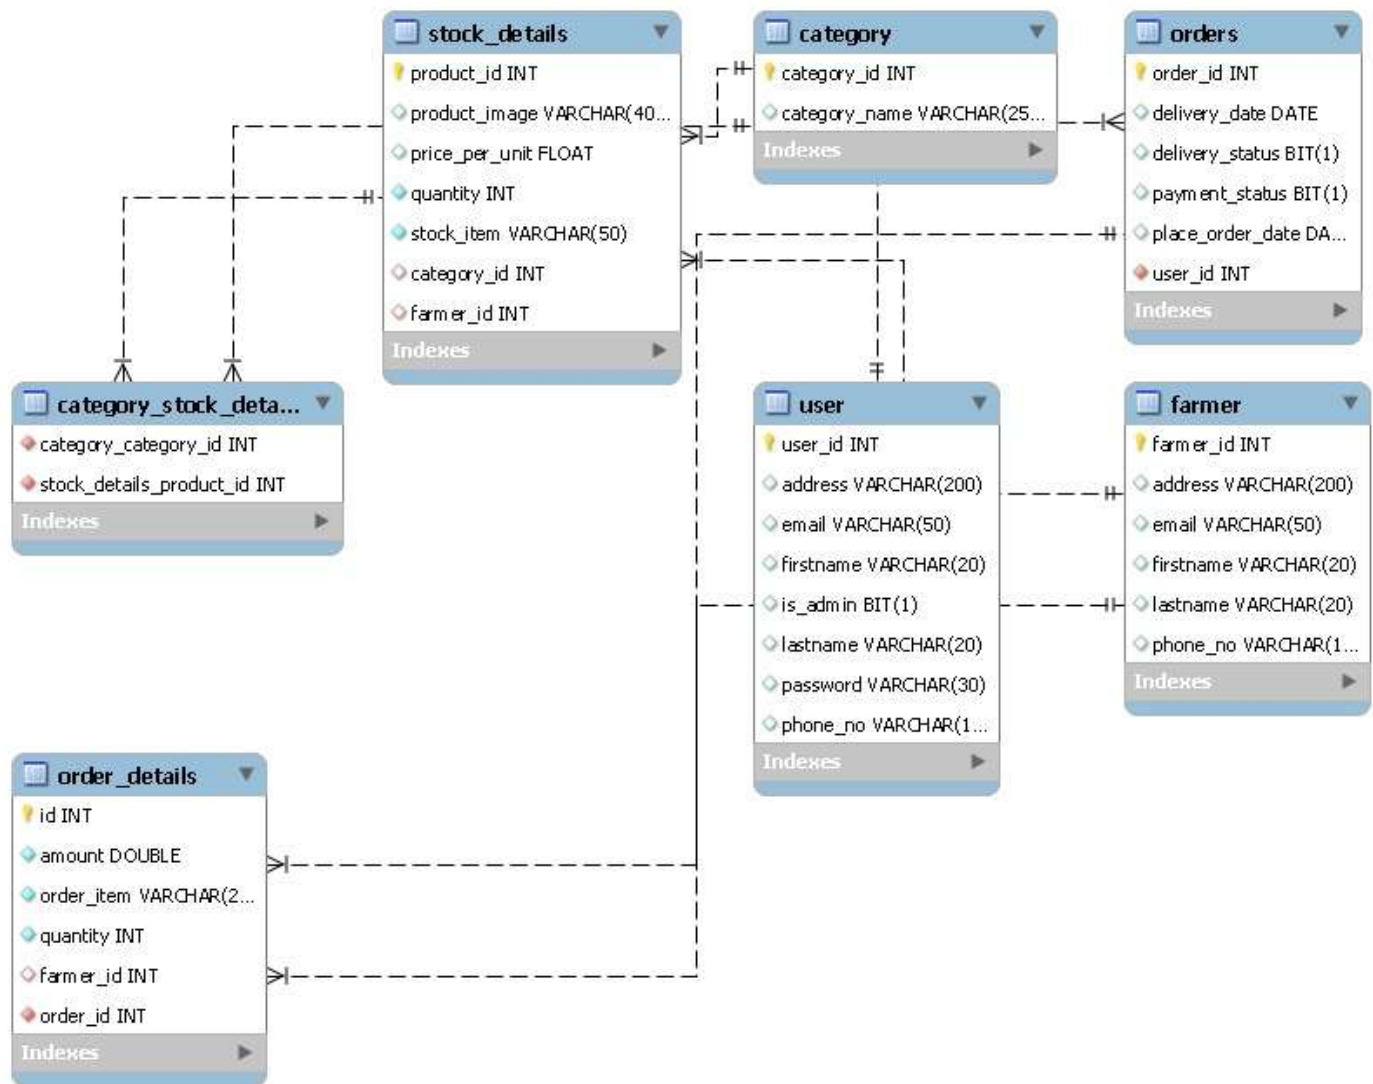 stock_details
product_id INT
product_image VARCHAR(40...
price_per_unit FLOAT
quantity INT
stock_item VARCHAR(50)
category_id INT
farmer_id INT
Indexes
category
category_id INT
category_name VARCHAR(25...
Indexes
orders
order_id INT
delivery_date DATE
delivery_status BIT(1)
payment_status BIT(1)
place_order_date DA...
user_id INT
Indexes
category_stock_deta...
category_category_id INT
stock_details_product_id INT
Indexes
user
user_id INT
address VARCHAR(200)
email VARCHAR(50)
firstname VARCHAR(20)
is_admin BIT(1)
lastname VARCHAR(20)
password VARCHAR(30)
phone_no VARCHAR(1...
Indexes
farmer
farmer_id INT
address VARCHAR(200)
email VARCHAR(50)
firstname VARCHAR(20)
lastname VARCHAR(20)
phone_no VARCHAR(1...
Indexes
order_details
id INT
amount DOUBLE
order_item VARCHAR(2...
quantity INT
farmer_id INT
order_id INT
Indexes